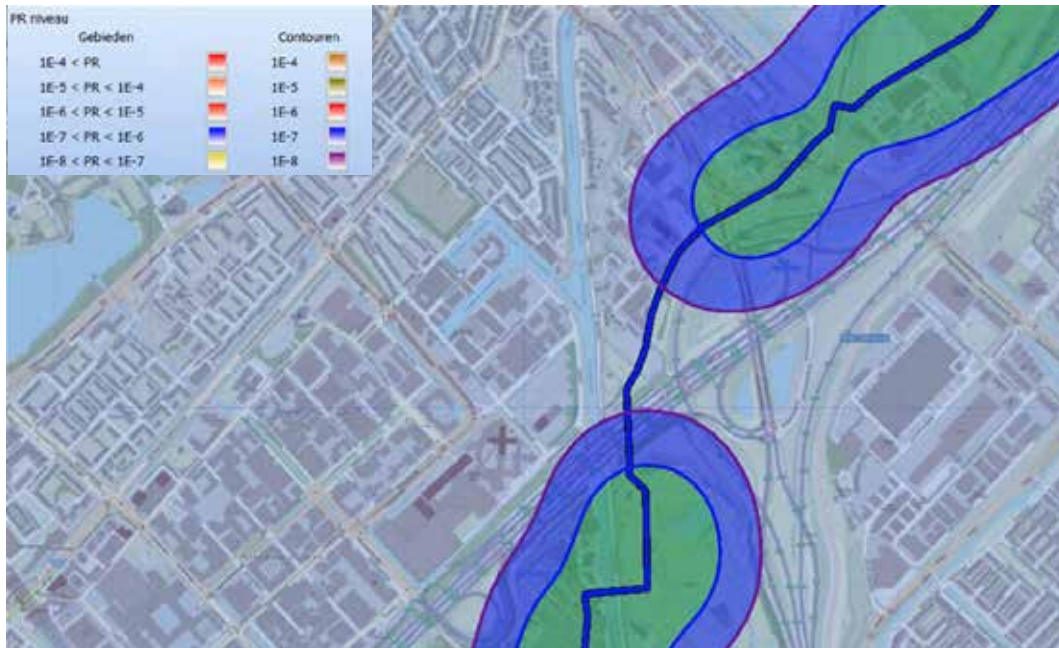 PR niveau
Gebieden Contouren
1E-4 < PR 1E-4
1E-5 < PR < 1E-4 1E-5
1E-6 < PR < 1E-5 1E-6
1E-7 < PR < 1E-6 1E-7
1E-8 < PR < 1E-7 1E-8